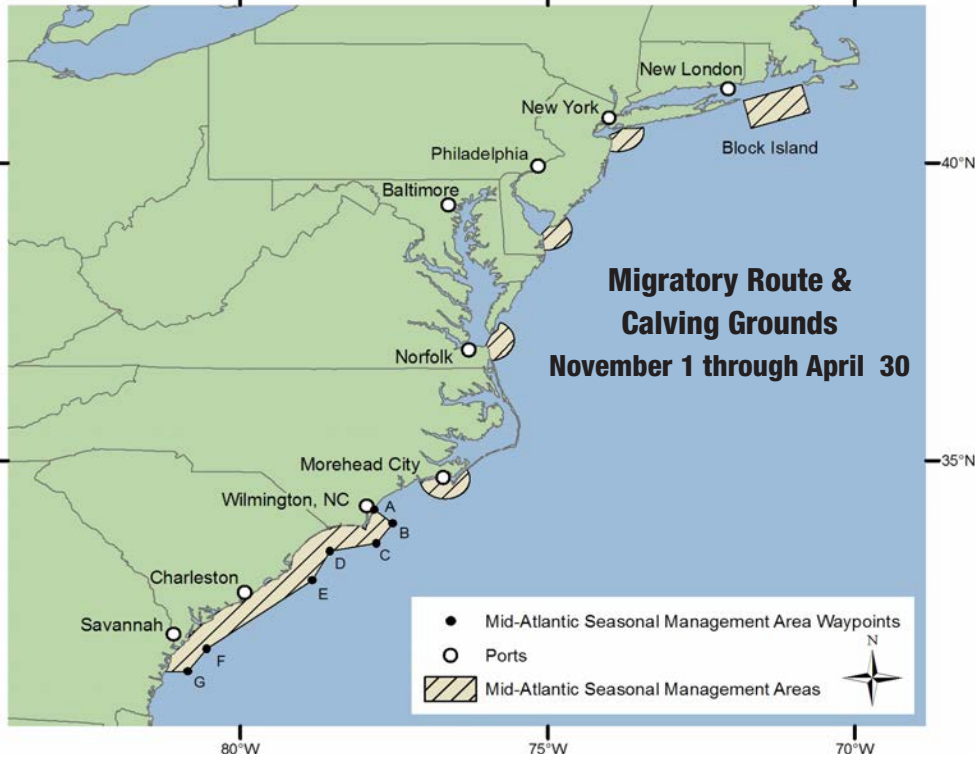 New London
New York
Block Island
Philadelphia
40°N
Baltimore
Migratory Route &
Calving Grounds
November 1 through April 30
Norfolk
35°N
Morehead City
Wilmington, NC
A
B
C
D
E
Charleston
Savannah
F
G
Mid-Atlantic Seasonal Management Area Waypoints
Ports
Mid-Atlantic Seasonal Management Areas
N
80°W
75°W
70°W